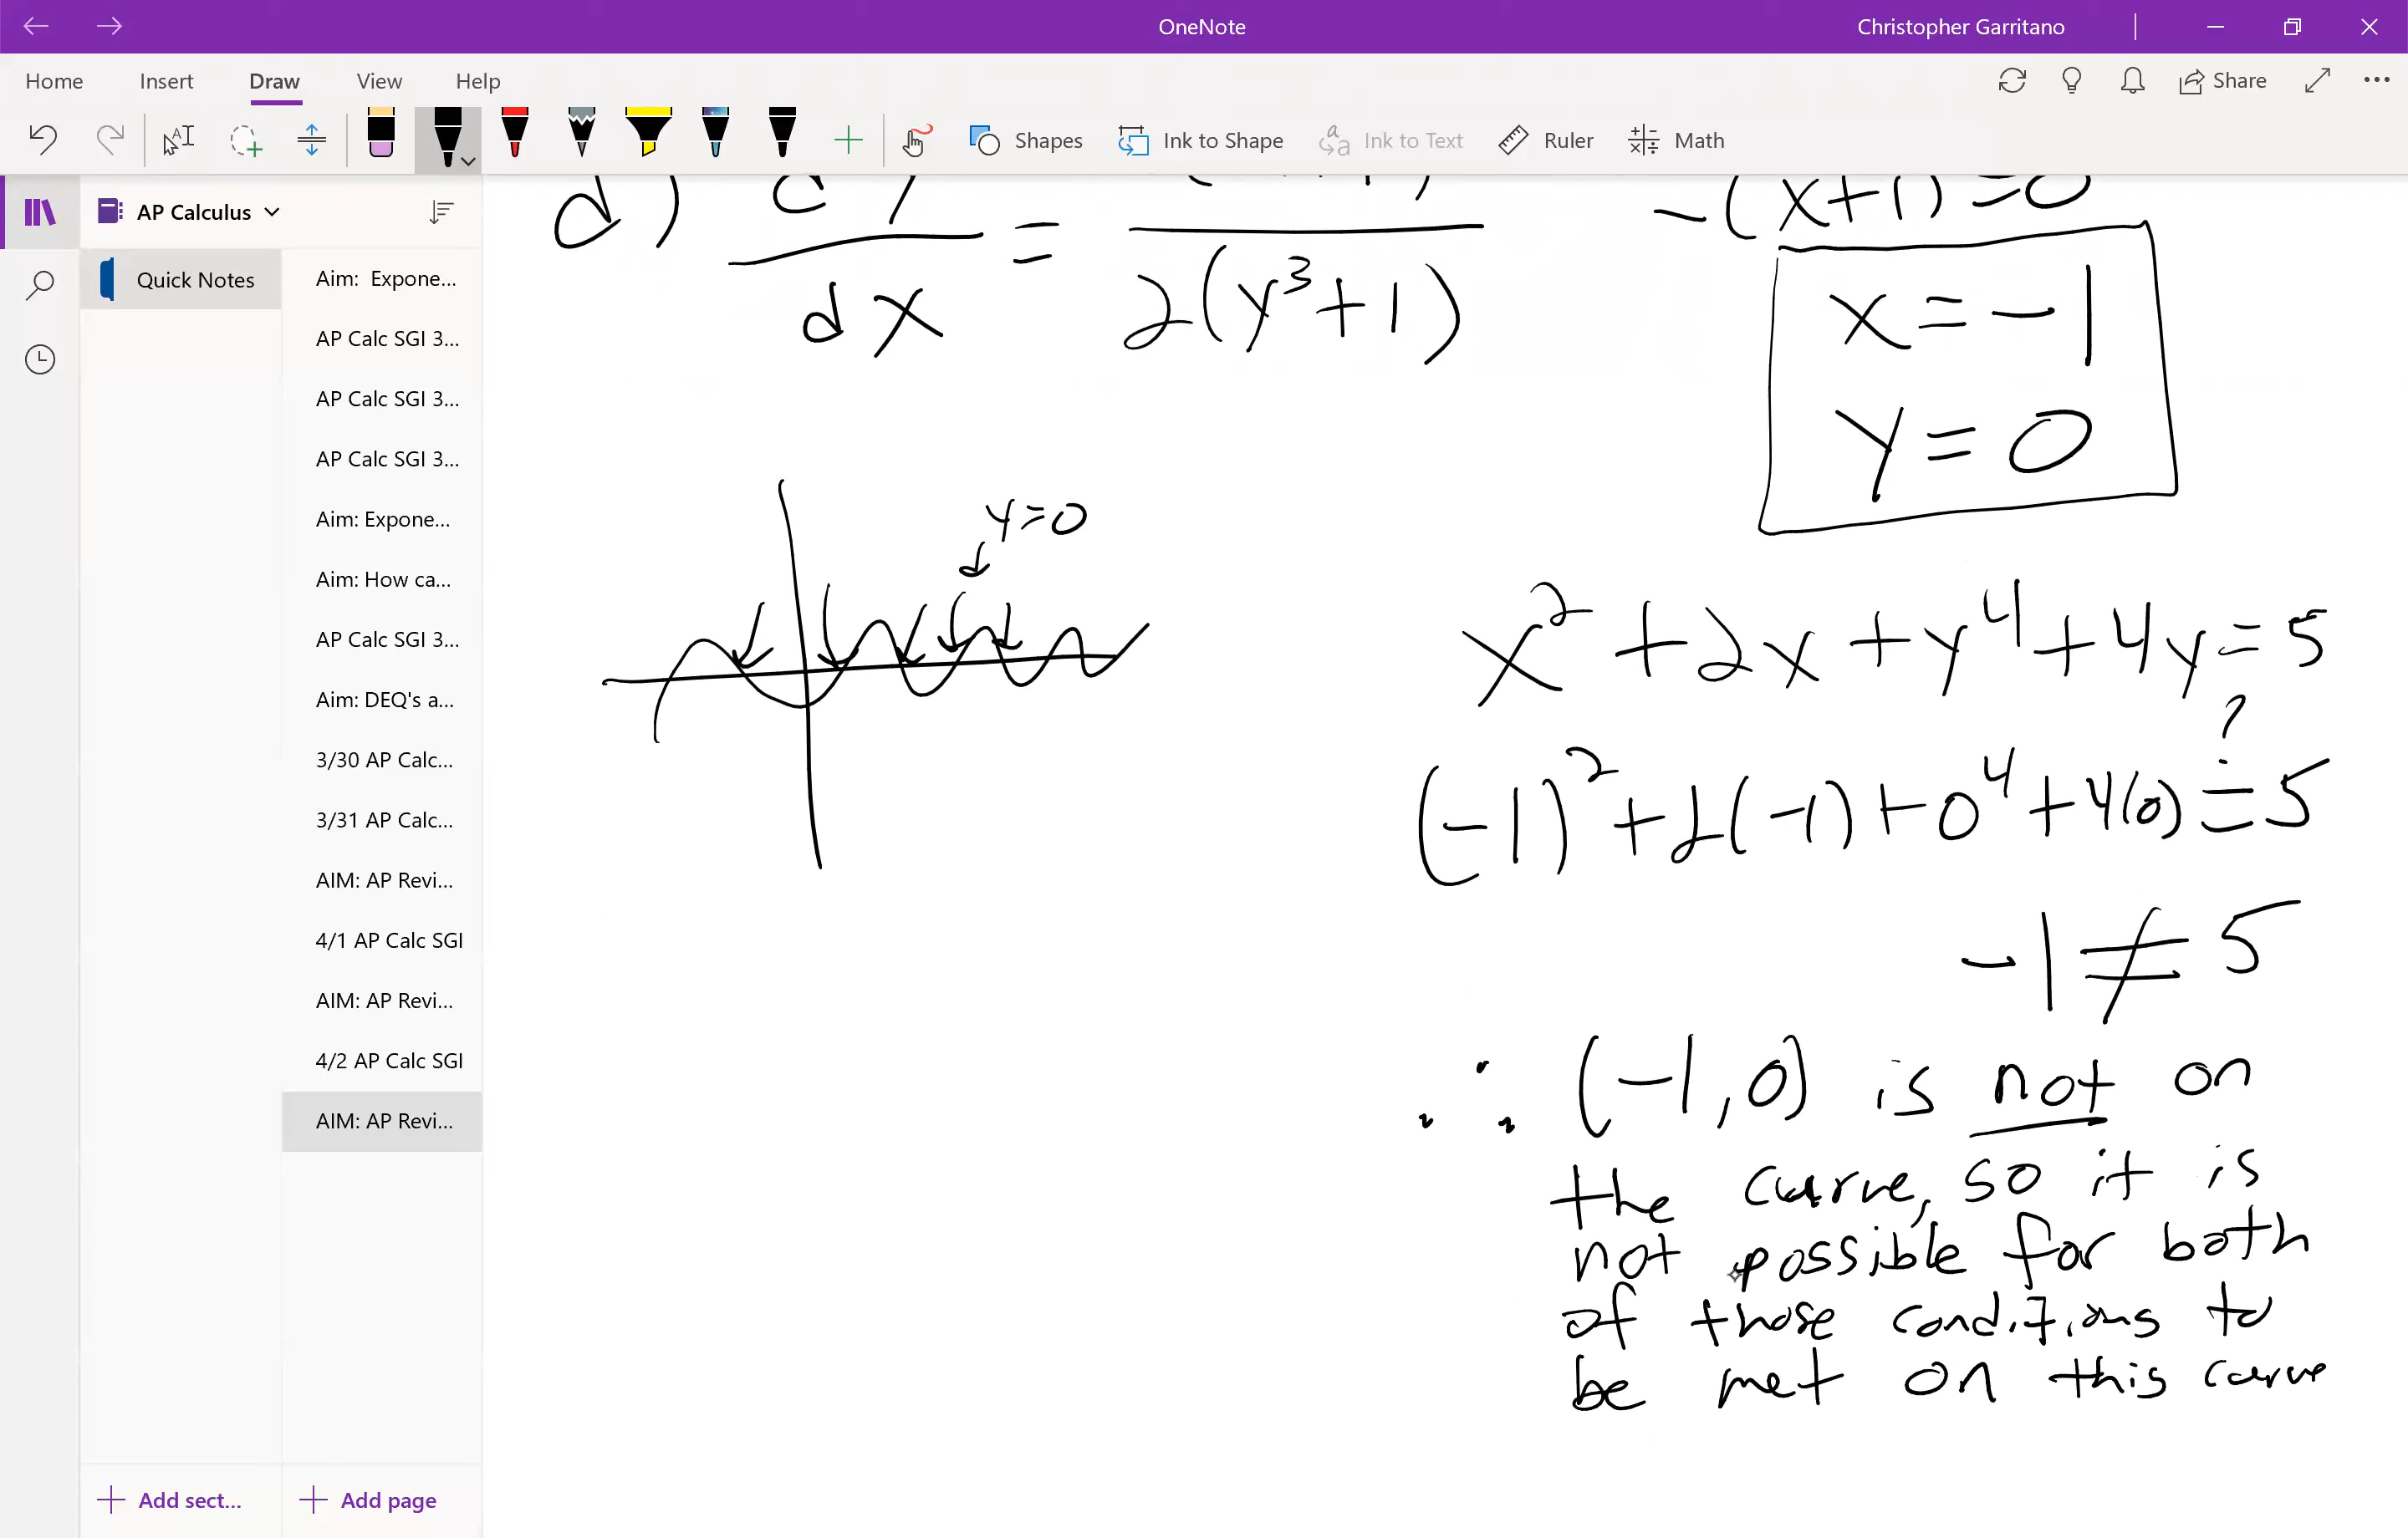 OneNote
Christopher Garritano
Home Insert Draw View Help
Share
Shapes Ink to Shape Ink to Text Ruler Math
AP Calculus
Quick Notes
Aim: Expone...
AP Calc SGI 3...
AP Calc SGI 3...
AP Calc SGI 3...
Aim: Expone...
Aim: How ca...
AP Calc SGI 3...
Aim: DEQ's a...
3/30 AP Calc...
3/31 AP Calc...
AIM: AP Revi...
4/1 AP Calc SGI
AIM: AP Revi...
4/2 AP Calc SGI
AIM: AP Revi...
Add sect...
Add page
d)
dx
=
2(y³+1)
-(x+1)=0
x=-1
y=0
y=0
x²+2x+y⁴+4y=5
?
(-1)²+2(-1)+0⁴+4(0)=5
-1≠5
∴ (-1,0) is not on
the curve, so it is
not possible for both
of those conditions to
be met on this curve